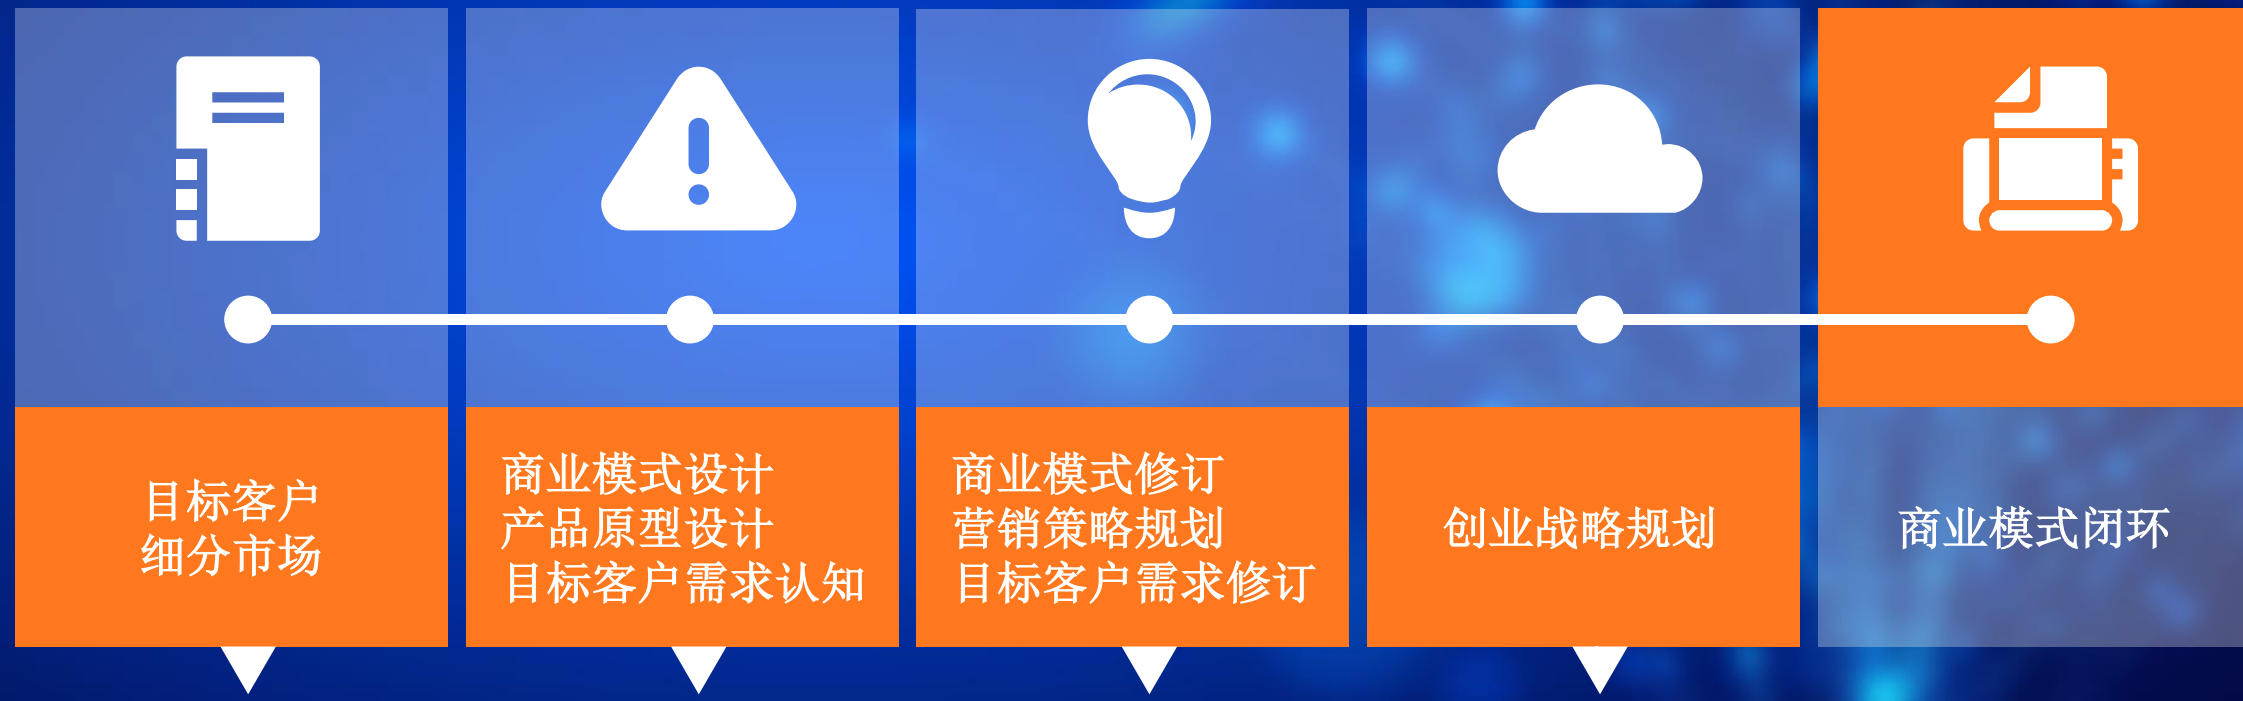 目标客户
细分市场
商业模式设计
产品原型设计
目标客户需求认知
商业模式修订
营销策略规划
目标客户需求修订
创业战略规划
商业模式闭环